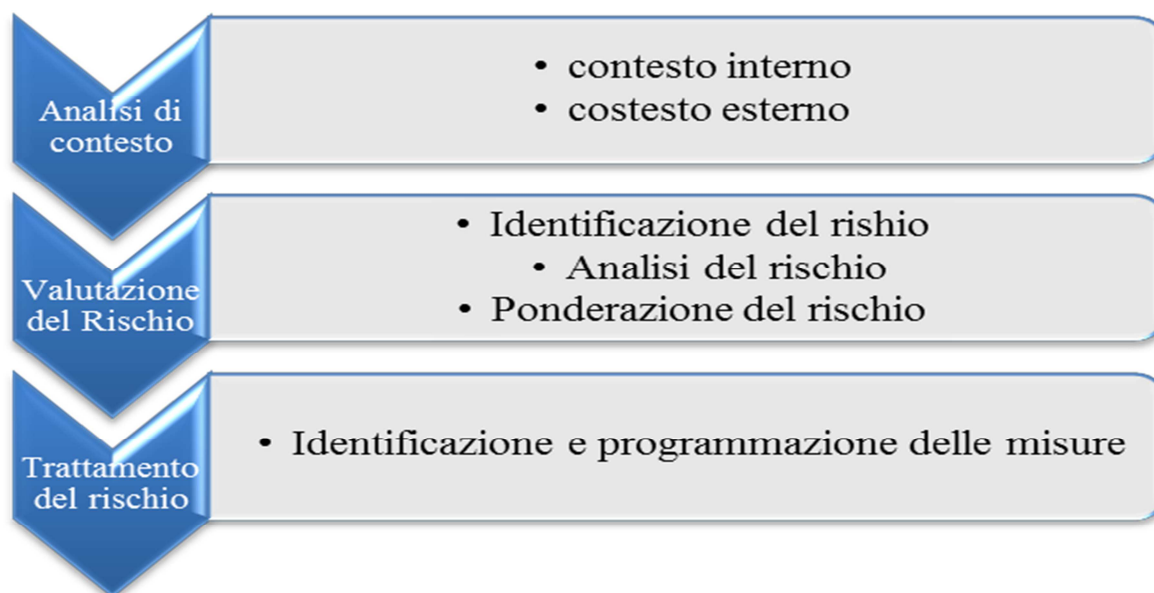 Analisi di
contesto
• contesto interno
• costesto esterno
Valutazione
del Rischio
• Identificazione del rishio
• Analisi del rischio
• Ponderazione del rischio
Trattamento
del rischio
• Identificazione e programmazione delle misure